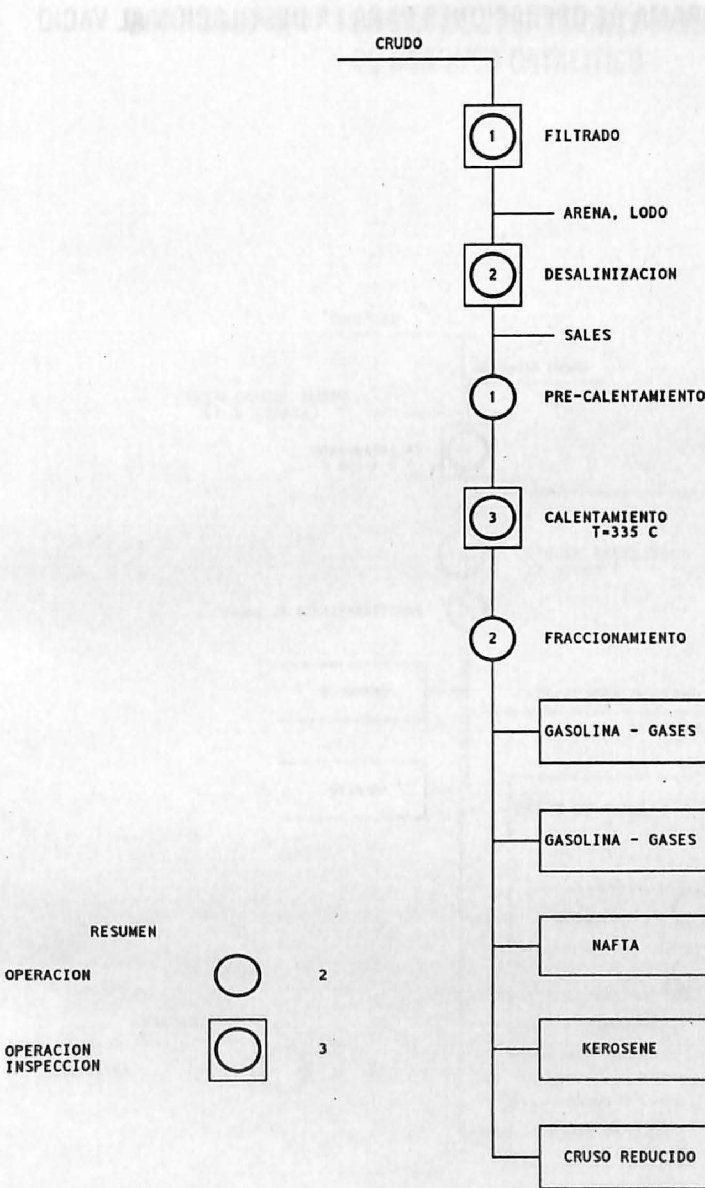 CRUDO
1 FILTRADO
ARENA, LODO
2 DESALINIZACION
SALES
1 PRE-CALENTAMIENTO
3 CALENTAMIENTO
T=335 C
2 FRACCIONAMIENTO
GASOLINA - GASES
GASOLINA - GASES
NAFTA
KEROSENE
CRUSO REDUCIDO
RESUMEN
OPERACION 2
OPERACION 3
INSPECCION